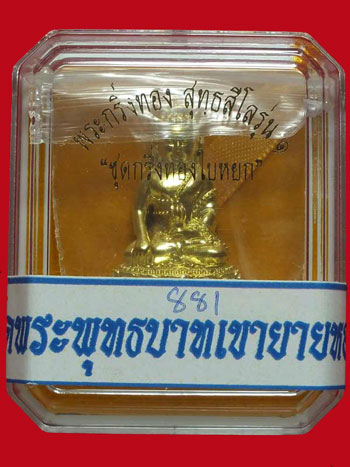 พระกริ่งทอง สุทธสีโลรุ่น ๑
"ชุดกริ่งทองใบหยก"
881
ดพระพุทธบาทเขายายห